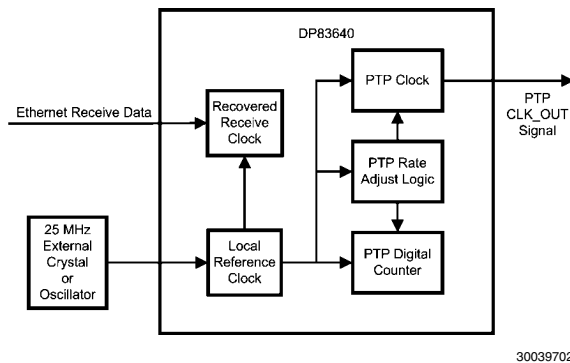 DP83640
Ethernet Receive Data
Recovered
Receive
Clock
PTP Clock
PTP
CLK_OUT
Signal
PTP Rate
Adjust Logic
25 MHz
External
Crystal
or
Oscillator
Local
Reference
Clock
PTP Digital
Counter
30039702